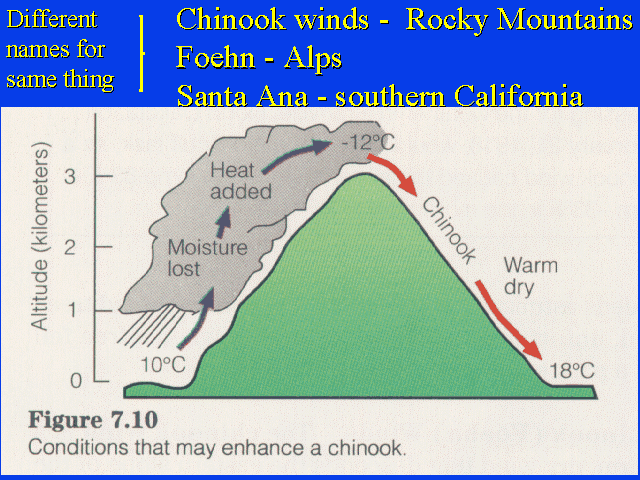 Different
names for
same thing
Chinook winds - Rocky Mountains
Foehn - Alps
Santa Ana - southern California
Altitude (kilometers)
3
2
1
0
-12°C
Heat
added
Moisture
lost
10°C
Chinook
Warm
dry
18°C
Figure 7.10
Conditions that may enhance a chinook.